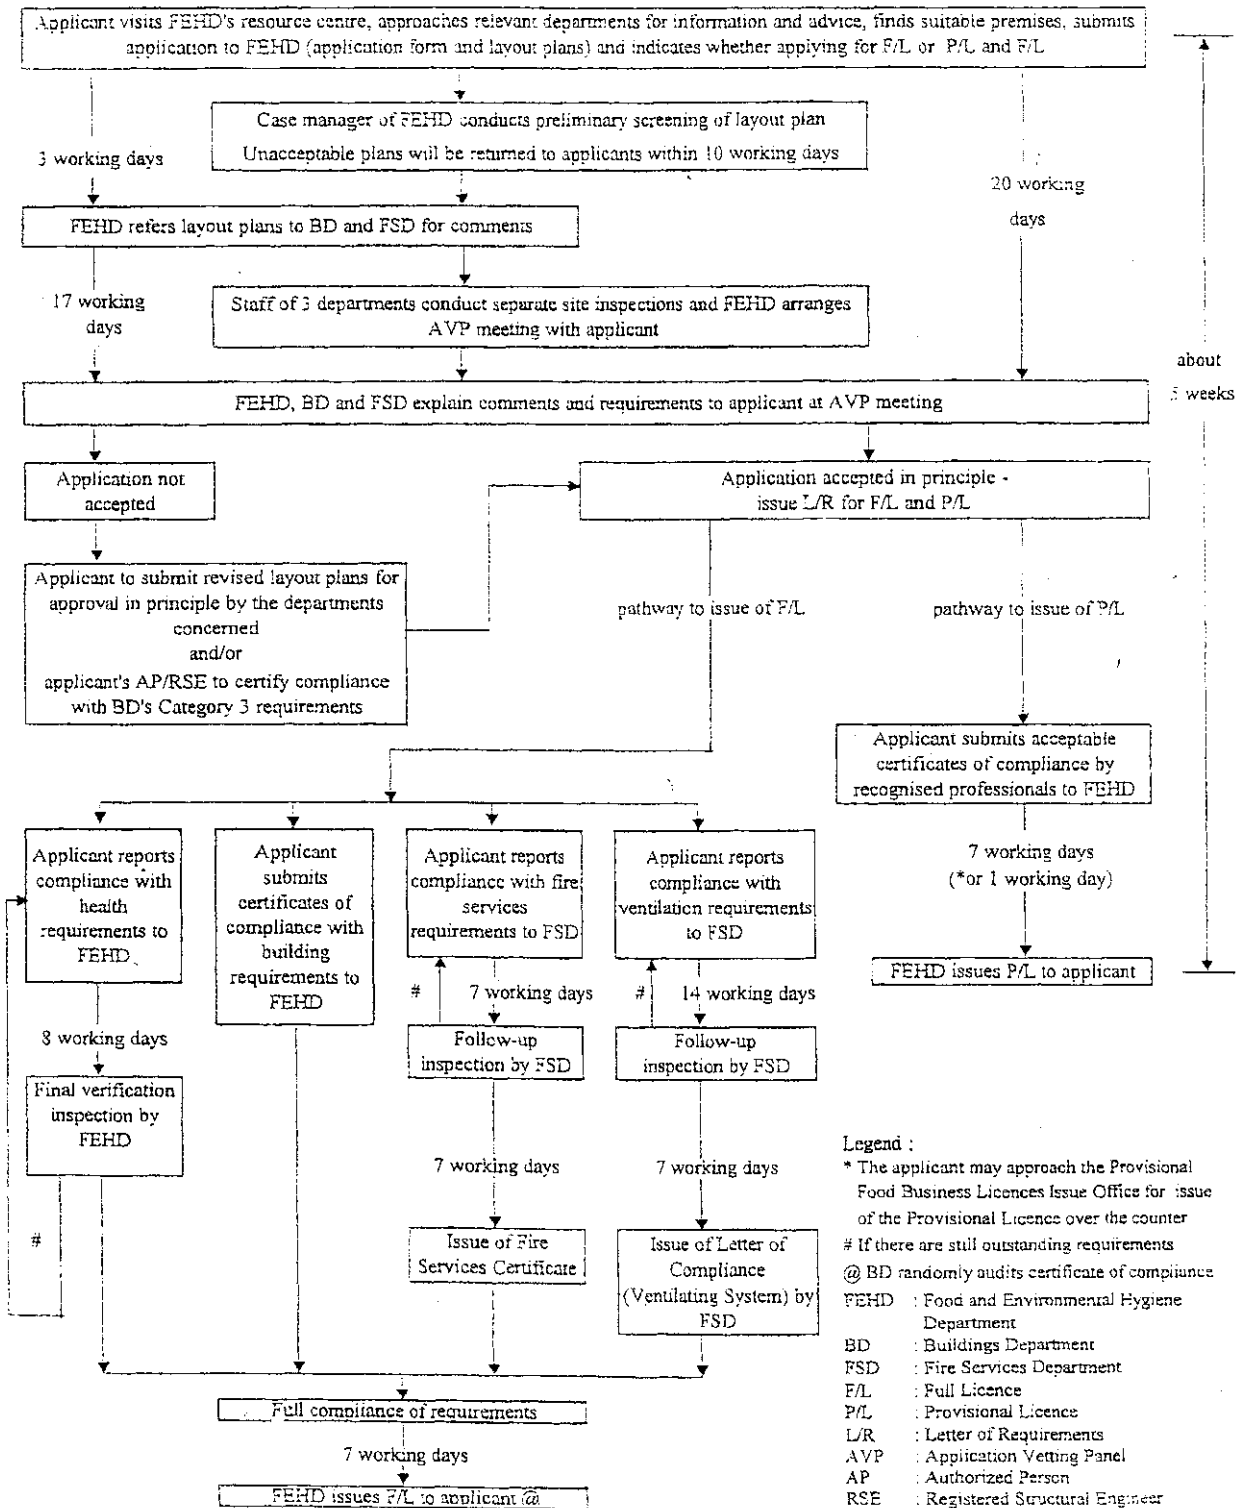 Applicant visits FEHD's resource centre, approaches relevant departments for information and advice, finds suitable premises, submits
application to FEHD (application form and layout plans) and indicates whether applying for F/L or P/L and F/L
Case manager of FEHD conducts preliminary screening of layout plan
Unacceptable plans will be returned to applicants within 10 working days
3 working days
20 working
days
FEHD refers layout plans to BD and FSD for comments
17 working
days
Staff of 3 departments conduct separate site inspections and FEHD arranges
AVP meeting with applicant
about
5 weeks
FEHD, BD and FSD explain comments and requirements to applicant at AVP meeting
Application not
accepted
Application accepted in principle -
issue L/R for F/L and P/L
Applicant to submit revised layout plans for
approval in principle by the departments
concerned
and/or
applicant's AP/RSE to certify compliance
with BD's Category 3 requirements
pathway to issue of F/L
pathway to issue of P/L
Applicant submits acceptable
certificates of compliance by
recognised professionals to FEHD
7 working days
(*or 1 working day)
FEHD issues P/L to applicant
Applicant reports
compliance with
health
requirements to
FEHD
Applicant
submits
certificates of
compliance with
building
requirements to
FEHD
Applicant reports
compliance with fire
services
requirements to FSD
Applicant reports
compliance with
ventilation requirements
to FSD
8 working days
# 7 working days
# 14 working days
Final verification
inspection by
FEHD
Follow-up
inspection by FSD
Follow-up
inspection by FSD
7 working days
7 working days
#
Issue of Fire
Services Certificate
Issue of Letter of
Compliance
(Ventilating System) by
FSD
Full compliance of requirements
7 working days
FEHD issues F/L to applicant @
Legend :
* The applicant may approach the Provisional
Food Business Licences Issue Office for issue
of the Provisional Licence over the counter
# If there are still outstanding requirements
@ BD randomly audits certificate of compliance
FEHD : Food and Environmental Hygiene
Department
BD : Buildings Department
FSD : Fire Services Department
F/L : Full Licence
P/L : Provisional Licence
L/R : Letter of Requirements
AVP : Application Vetting Panel
AP : Authorized Person
RSE : Registered Structural Engineer